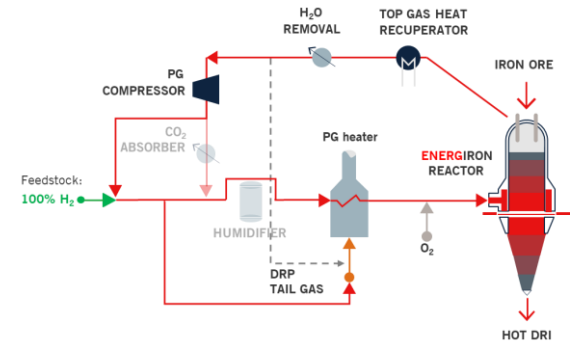 H₂O
REMOVAL
TOP GAS HEAT
RECUPERATOR
IRON ORE
PG
COMPRESSOR
CO₂
ABSORBER
PG heater
ENERGIRON
REACTOR
Feedstock:
100% H₂
HUMIDIFIER
O₂
DRP
TAIL GAS
HOT DRI